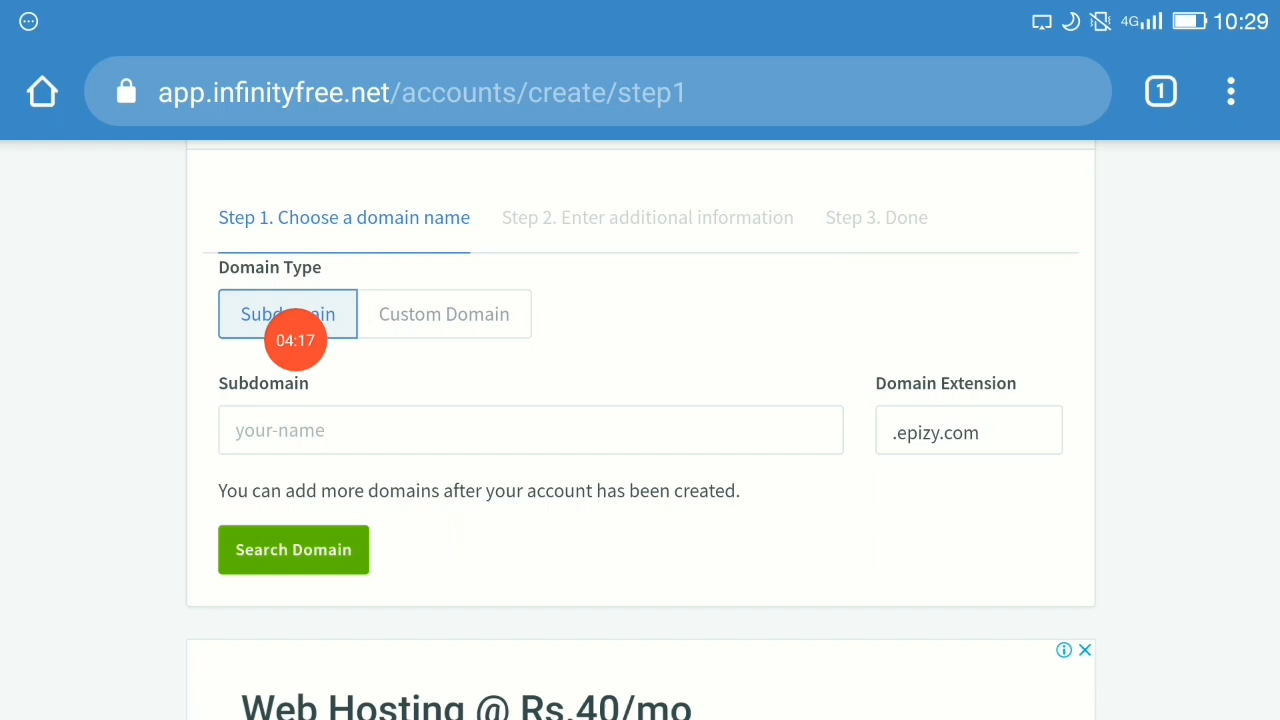 4G 10:29
app.infinityfree.net/accounts/create/step1 1
Step 1. Choose a domain name Step 2. Enter additional information Step 3. Done
Domain Type
Custom Domain
04:17
Subdomain Domain Extension
your-name .epizy.com
You can add more domains after your account has been created.
Search Domain
Web Hosting @ Rs.40/mo